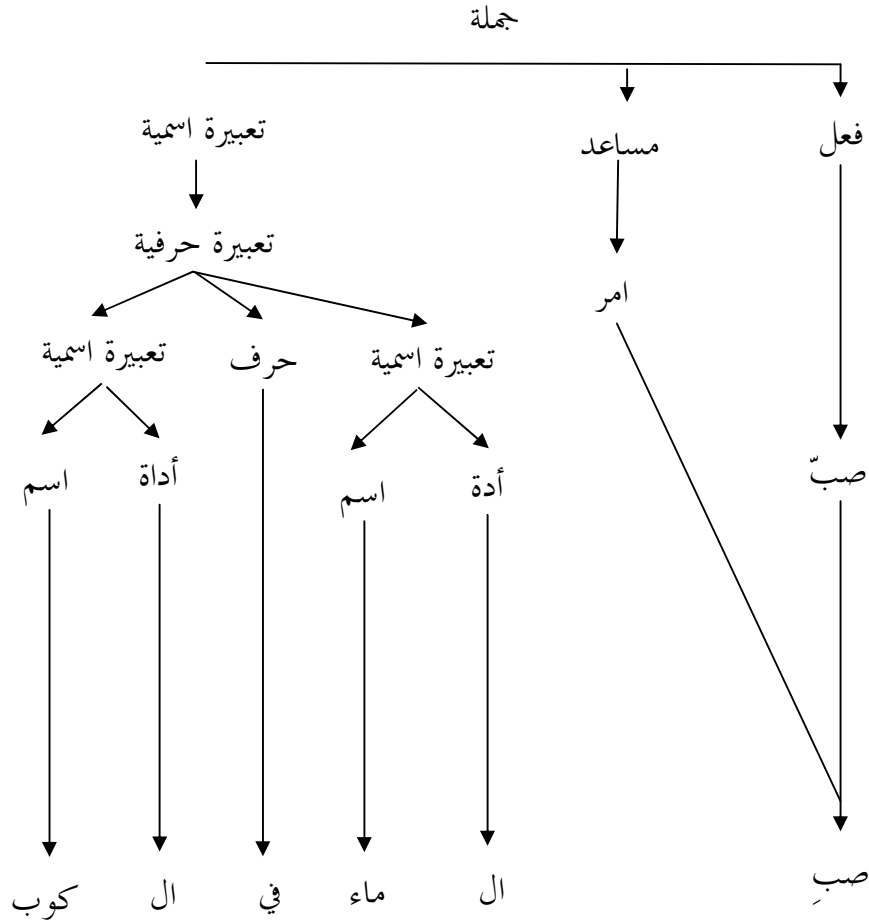 جملة
فعل مساعد تعبيرة اسمية
تعبيرة حرفية
امر
تعبيرة اسمية حرف تعبيرة اسمية
صبّ أدة اسم أداة اسم
صبِ ال ماء في ال كوب